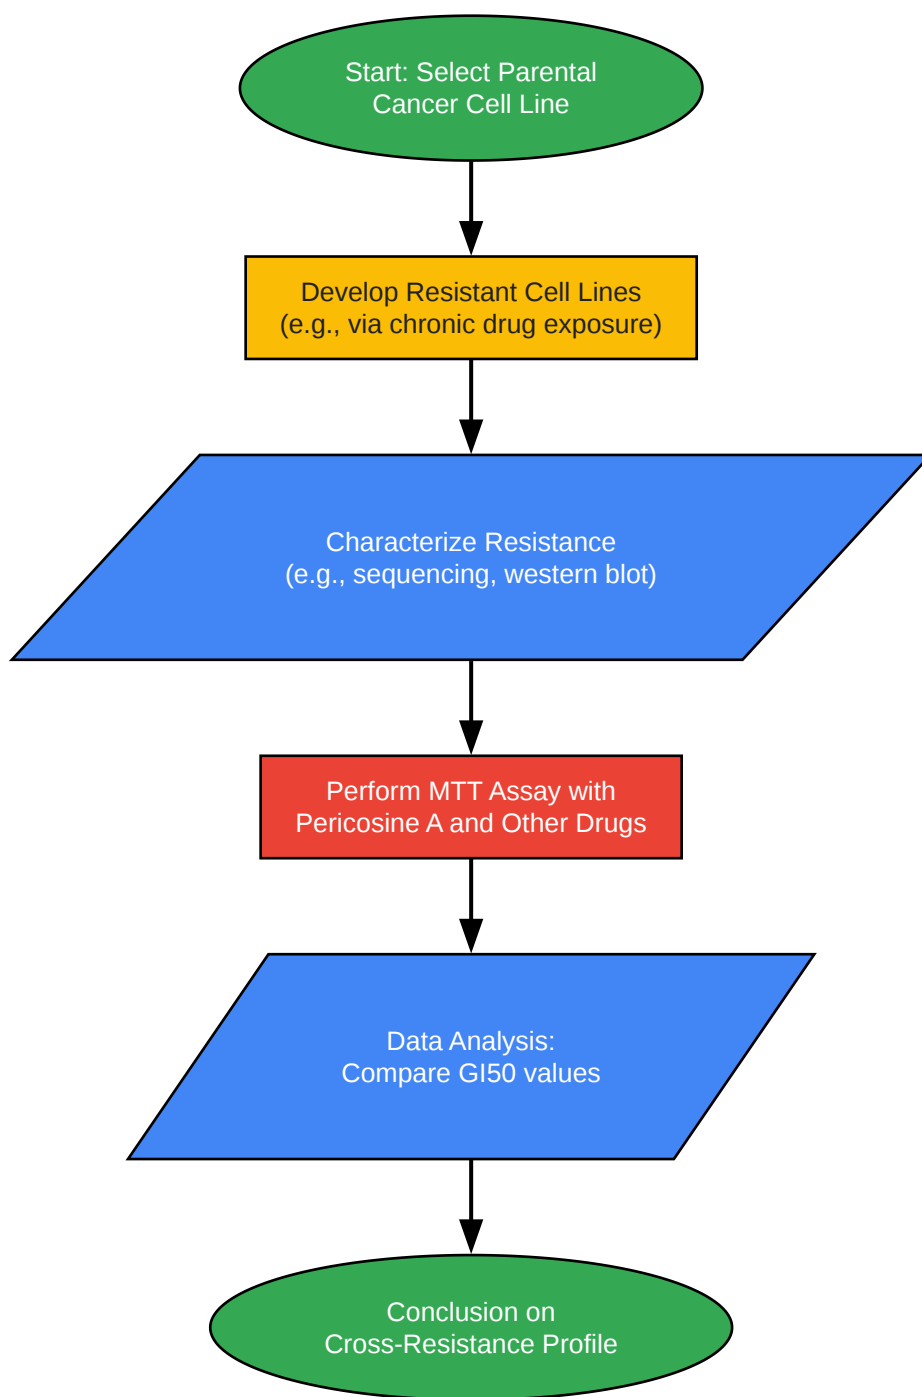 Start: Select Parental
Cancer Cell Line
Develop Resistant Cell Lines
(e.g., via chronic drug exposure)
Characterize Resistance
(e.g., sequencing, western blot)
Perform MTT Assay with
Pericosine A and Other Drugs
Data Analysis:
Compare GI50 values
Conclusion on
Cross-Resistance Profile